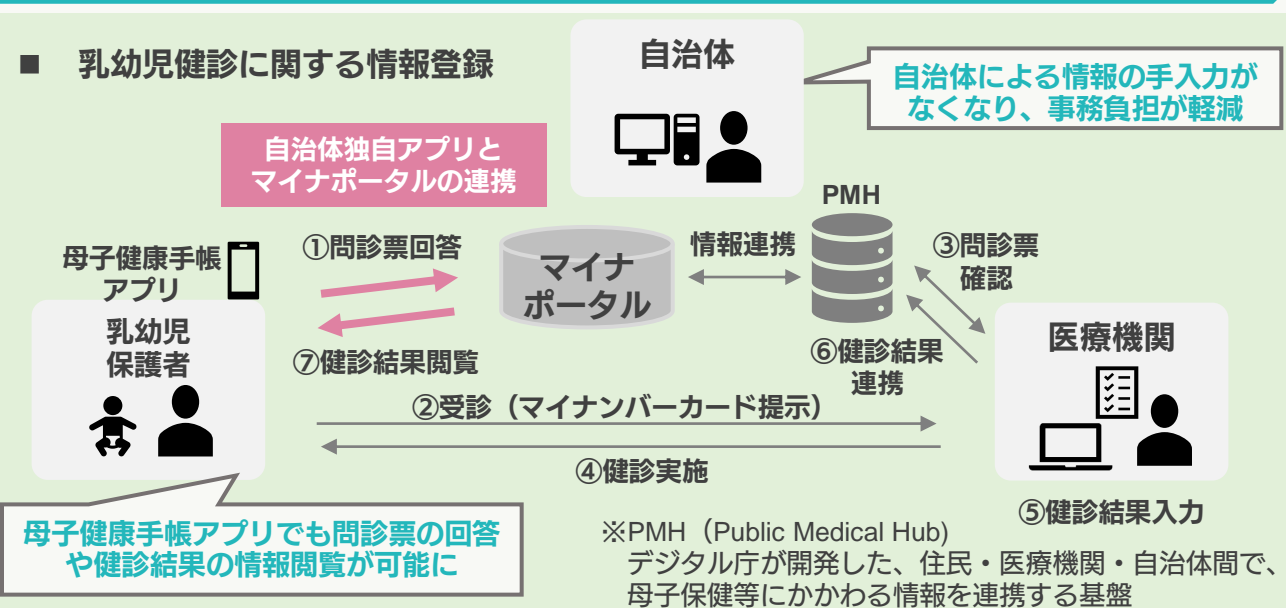 ■ 乳幼児健診に関する情報登録
自治体
自治体による情報の手入力が
なくなり、事務負担が軽減
自治体独自アプリと
マイナポータルの連携
PMH
母子健康手帳
アプリ
①問診票回答
マイナ
ポータル
情報連携
③問診票
確認
乳幼児
保護者
⑦健診結果閲覧
⑥健診結果
連携
医療機関
②受診（マイナンバーカード提示）
④健診実施
⑤健診結果入力
母子健康手帳アプリでも問診票の回答
や健診結果の情報閲覧が可能に
※PMH（Public Medical Hub)
デジタル庁が開発した、住民・医療機関・自治体間で、
母子保健等にかかわる情報を連携する基盤